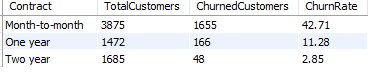 Contract TotalCustomers ChurnedCustomers ChurnRate
Month-to-month 3875 1655 42.71
One year 1472 166 11.28
Two year 1685 48 2.85